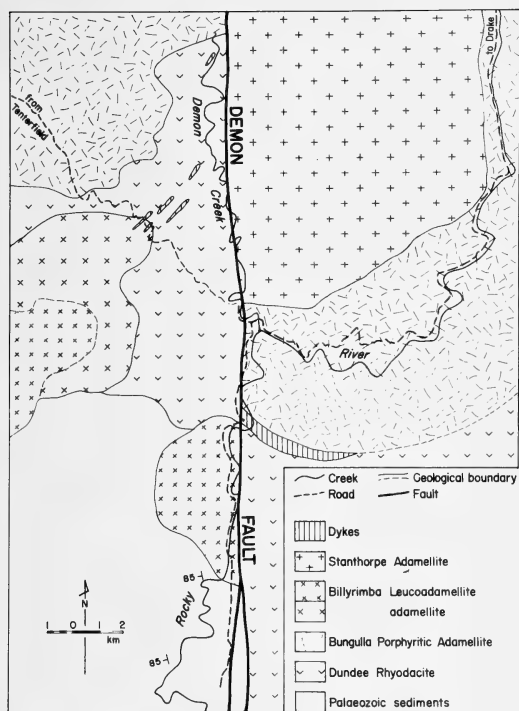 to Drake
from
Tenterfield
Demon
Creek
DEMON
River
FAULT
85
Rocky
85
N
1 0 1 2
km
Creek
Geological boundary
Road
Fault
Dykes
Stanthorpe Adamellite
Billyrimba Leucoadamellite
adamellite
Bungulla Porphyritic Adamellite
Dundee Rhyodacite
Palaeozoic sediments